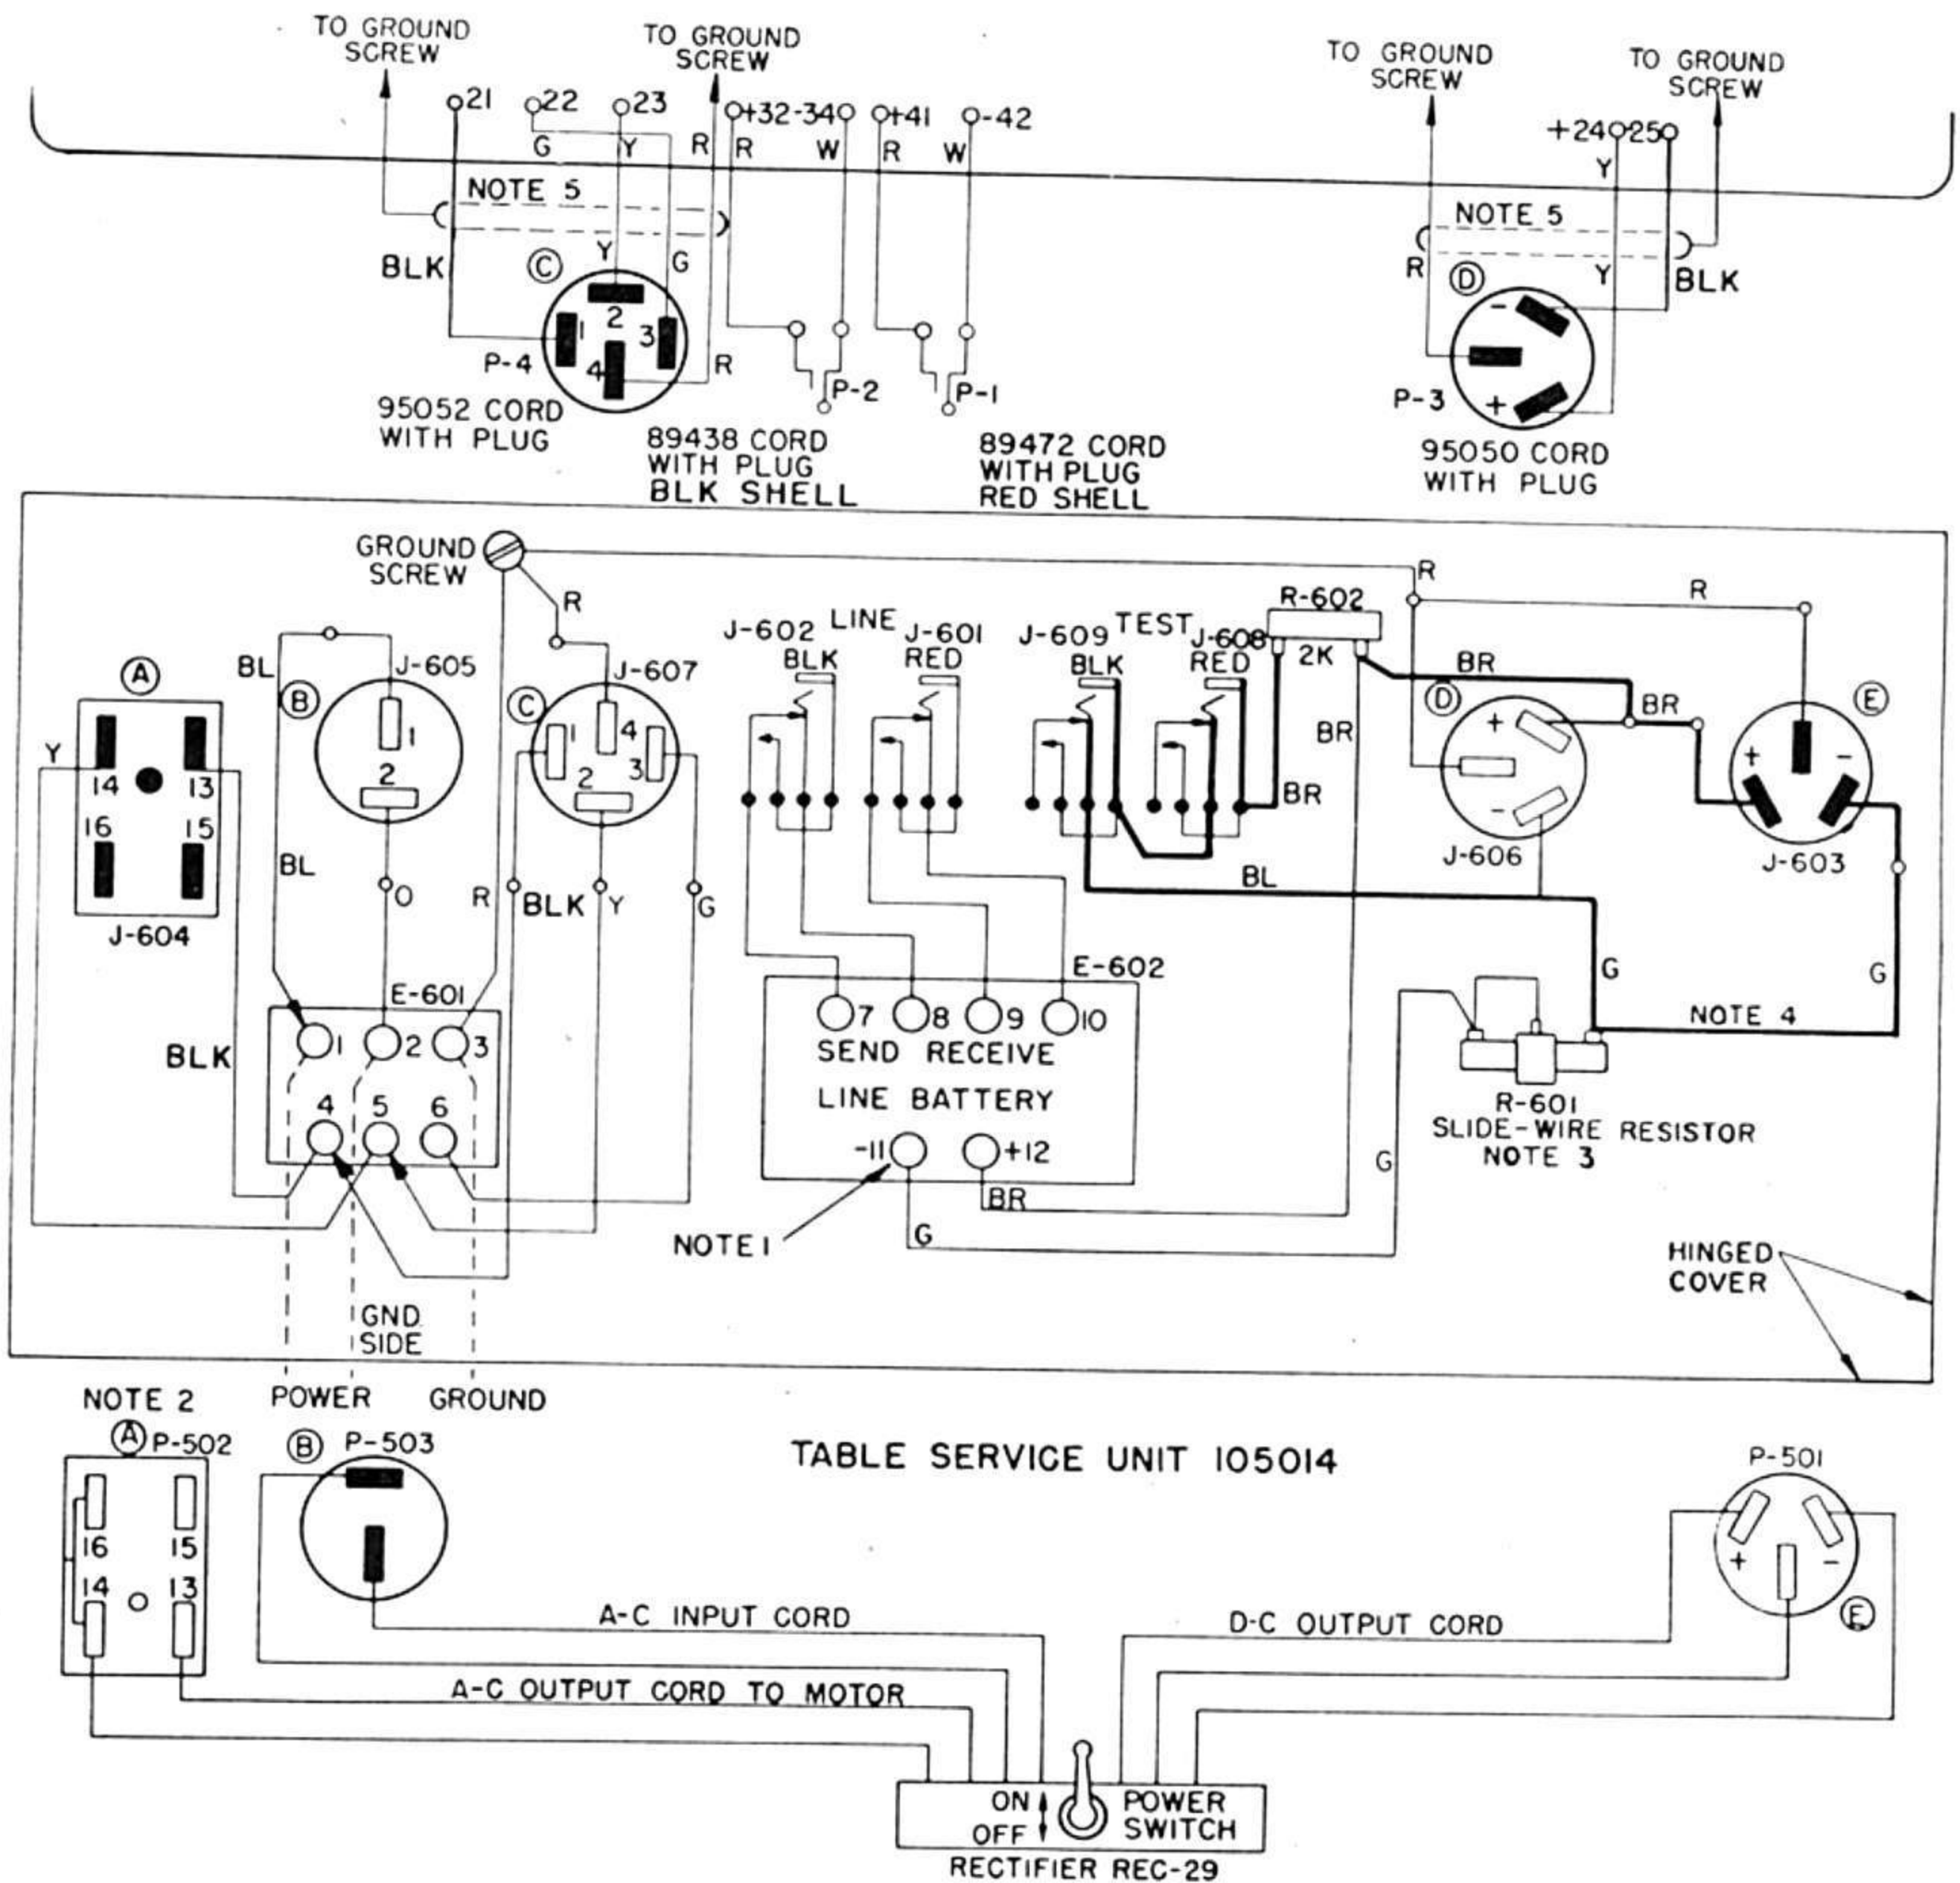 TO GROUND
SCREW
TO GROUND
SCREW
TO GROUND
SCREW
TO GROUND
SCREW
21
22
23
+32
-34
+41
-42
+24
-25
G
Y
R
R
W
R
W
Y
NOTE 5
NOTE 5
BLK
C
Y
G
R
D
Y
BLK
1
2
3
4
P-4
R
P-2
P-1
P-3
-
+
95052 CORD
WITH PLUG
89438 CORD
WITH PLUG
BLK SHELL
89472 CORD
WITH PLUG
RED SHELL
95050 CORD
WITH PLUG
GROUND
SCREW
R
R
R
R-602
2K
LINE
TEST
J-602
BLK
J-601
RED
J-609
BLK
J-608
RED
BR
BR
BR
BR
A
BL
B
J-605
C
J-607
D
E
Y
14
13
16
15
J-604
1
2
1
4
3
2
+
-
J-606
+
-
J-603
BL
O
R
BLK
Y
G
BL
G
G
E-601
E-602
BLK
1
2
3
4
5
6
7
8
9
10
SEND RECEIVE
LINE BATTERY
-11
+12
NOTE 4
R-601
SLIDE-WIRE RESISTOR
NOTE 3
G
BR
G
NOTE 1
HINGED
COVER
GND
SIDE
NOTE 2
POWER
GROUND
A
P-502
B
P-503
TABLE SERVICE UNIT 105014
P-501
16
15
14
13
+
-
E
A-C INPUT CORD
D-C OUTPUT CORD
A-C OUTPUT CORD TO MOTOR
ON
OFF
POWER
SWITCH
RECTIFIER REC-29